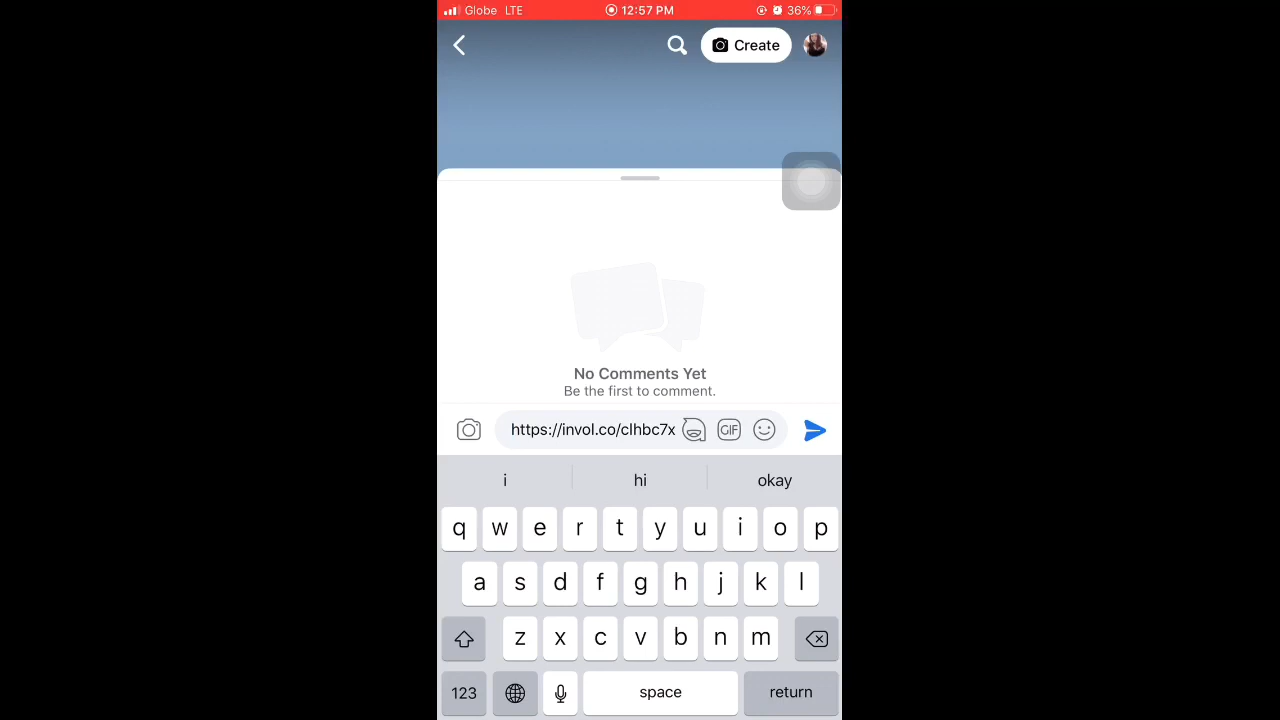 Globe LTE 12:57 PM 36%
Create
No Comments Yet
Be the first to comment.
https://invol.co/clhbc7x GIF
i hi okay
q w e r t y u i o p
a s d f g h j k l
z x c v b n m
123 space return